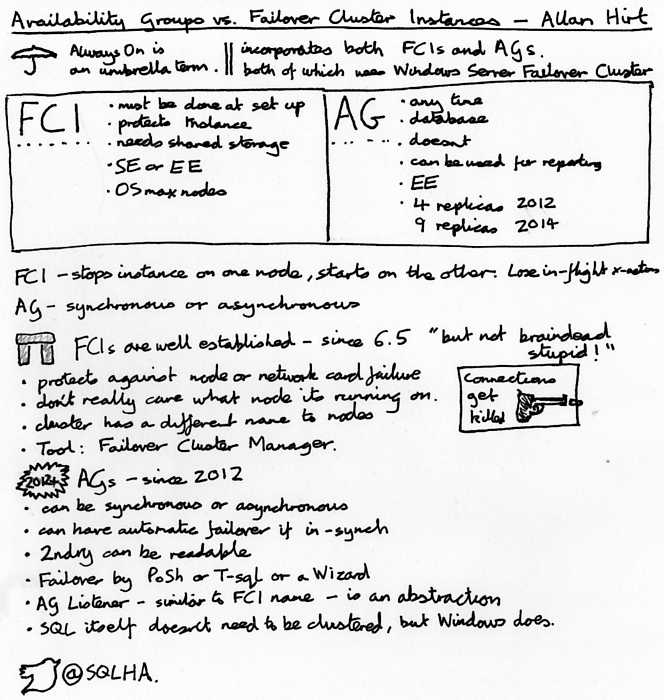 Availability Groups vs. Failover Cluster Instances — Allan Hirt
Always On is
an umbrella term.
incorporates both FCIs and AGs.
both of which uses Windows Server Failover Cluster
FCI
• must be done at set up
• protects instance
• needs shared storage
• SE or EE
• OS max nodes
AG
• any time
• database
• doesnt
• can be used for reporting
• EE
• 4 replicas 2012
9 replicas 2014
FCI - stops instance on one node, starts on the other. Lose in-flight x-actions
AG - synchronous or asynchronous
FCIs are well established - since 6.5 "but not braindead
stupid!"
• protects against node or network card failure
• don't really care what node its running on.
• cluster has a different name to nodes
• Tool: Failover Cluster Manager.
connections
get
killed
2012+
AGs - since 2012
• can be synchronous or asynchronous
• can have automatic failover if in-synch
• 2ndry can be readable
• Failover by PoSh or T-sql or a Wizard
• AG Listener - similar to FCI name - is an abstraction
• SQL itself doesn't need to be clustered, but Windows does.
@SQLHA.